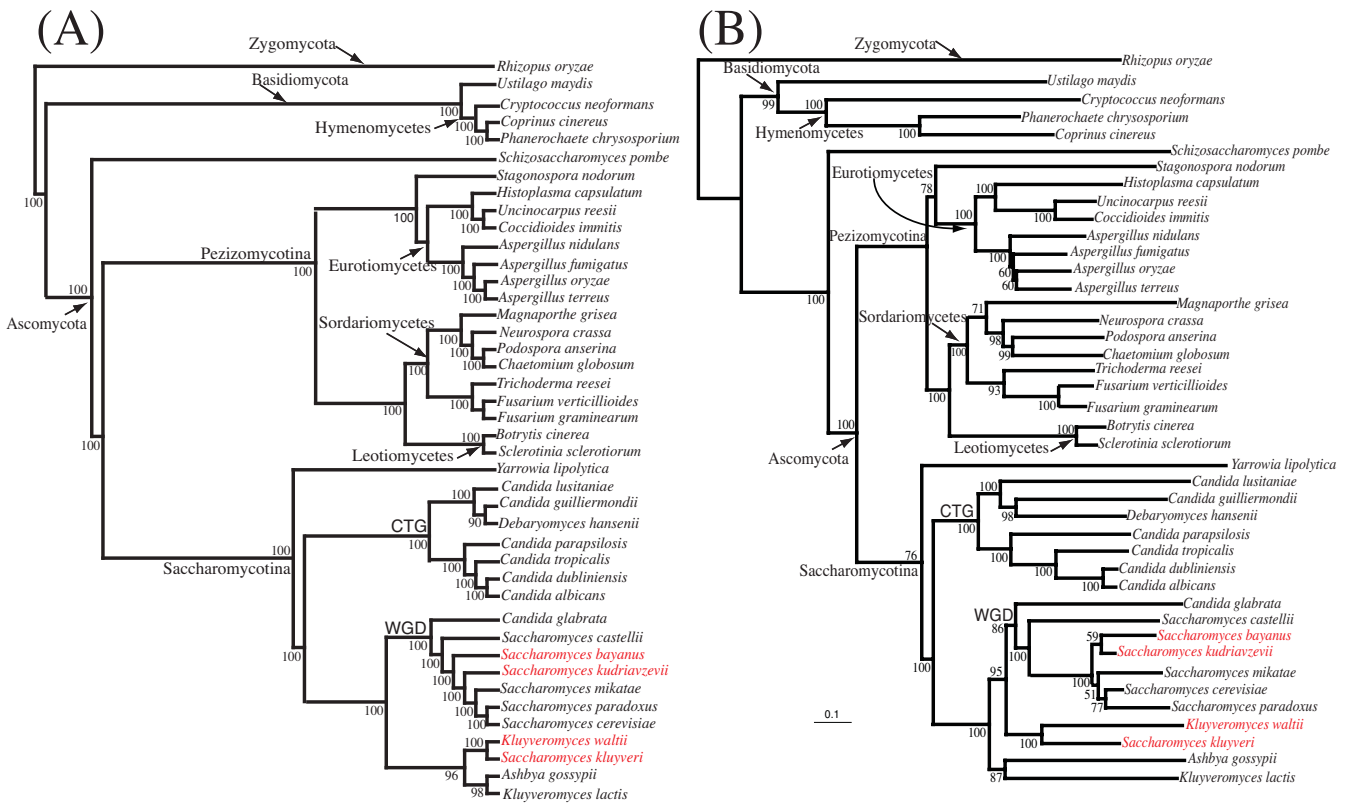 (A)
Zygomycota
Rhizopus oryzae
Basidiomycota
Ustilago maydis
100
Cryptococcus neoformans
Hymenomycetes
100
Coprinus cinereus
100
Phanerochaete chrysosporium
Schizosaccharomyces pombe
Stagonospora nodorum
100
100
Histoplasma capsulatum
100
Uncinocarpus reesii
100
Coccidioides immitis
Pezizomycotina
100
Aspergillus nidulans
Eurotiomycetes
100
Aspergillus fumigatus
100
Aspergillus oryzae
100
Aspergillus terreus
100
Ascomycota
Magnaporthe grisea
Sordariomycetes
100
Neurospora crassa
100
Podospora anserina
100
Chaetomium globosum
100
Trichoderma reesei
100
Fusarium verticillioides
100
100
Fusarium graminearum
100
100
Botrytis cinerea
Leotiomycetes
Sclerotinia sclerotiorum
Yarrowia lipolytica
100
Candida lusitaniae
Candida guilliermondii
90
Debaryomyces hansenii
CTG
100
Candida parapsilosis
100
Saccharomycotina
100
Candida tropicalis
100
Candida dubliniensis
100
Candida albicans
Candida glabrata
WGD
100
Saccharomyces castellii
100
Saccharomyces bayanus
100
100
Saccharomyces kudriavzevii
100
Saccharomyces mikatae
100
Saccharomyces paradoxus
100
Saccharomyces cerevisiae
100
Kluyveromyces waltii
Saccharomyces kluyveri
96
Ashbya gossypii
98
Kluyveromyces lactis
(B)
Zygomycota
Rhizopus oryzae
Basidiomycota
Ustilago maydis
99
100
Cryptococcus neoformans
Hymenomycetes
Phanerochaete chrysosporium
100
Coprinus cinereus
Schizosaccharomyces pombe
Eurotiomycetes
Stagonospora nodorum
78
100
Histoplasma capsulatum
Uncinocarpus reesii
100
100
Coccidioides immitis
Pezizomycotina
Aspergillus nidulans
100
Aspergillus fumigatus
60
Aspergillus oryzae
60
Aspergillus terreus
100
Magnaporthe grisea
71
Sordariomycetes
Neurospora crassa
98
Podospora anserina
100
99
Chaetomium globosum
Trichoderma reesei
93
Fusarium verticillioides
100
100
Fusarium graminearum
100
100
Botrytis cinerea
Ascomycota
Leotiomycetes
Sclerotinia sclerotiorum
Yarrowia lipolytica
100
Candida lusitaniae
Candida guilliermondii
CTG
98
Debaryomyces hansenii
100
Candida parapsilosis
76
100
Candida tropicalis
Saccharomycotina
100
Candida dubliniensis
100
Candida albicans
Candida glabrata
WGD
86
Saccharomyces castellii
59
Saccharomyces bayanus
100
Saccharomyces kudriavzevii
100
95
100
Saccharomyces mikatae
51
Saccharomyces cerevisiae
77
Saccharomyces paradoxus
0.1
Kluyveromyces waltii
100
100
Saccharomyces kluyveri
Ashbya gossypii
87
Kluyveromyces lactis